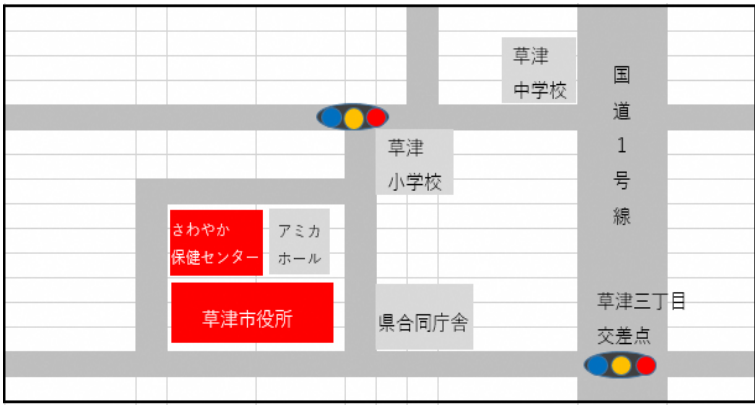 草津
中学校
国道1号線
草津
小学校
さわやか
保健センター
アミカ
ホール
草津市役所
県合同庁舎
草津三丁目
交差点